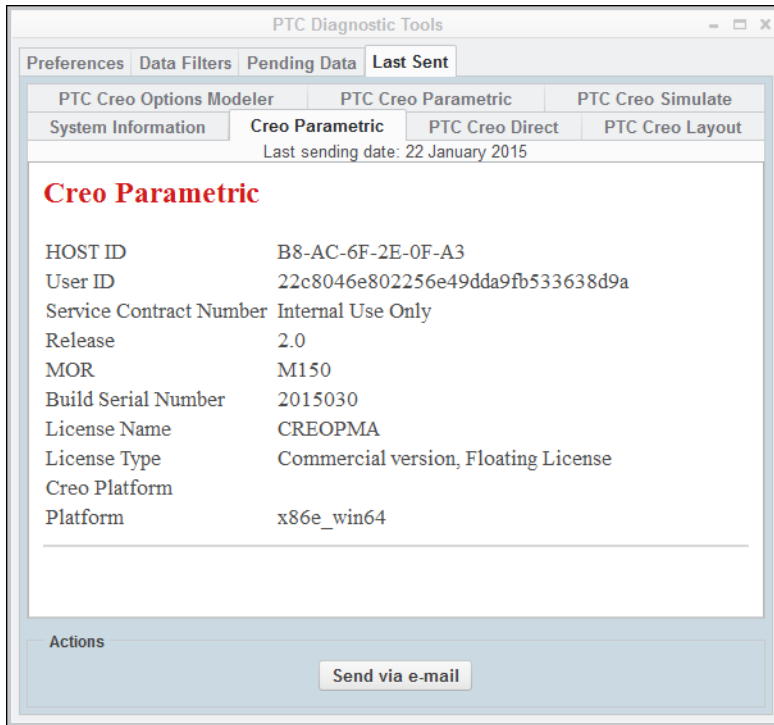 PTC Diagnostic Tools
Preferences Data Filters Pending Data Last Sent
PTC Creo Options Modeler PTC Creo Parametric PTC Creo Simulate
System Information Creo Parametric PTC Creo Direct PTC Creo Layout
Last sending date: 22 January 2015
Creo Parametric
HOST ID B8-AC-6F-2E-0F-A3
User ID 22c8046e802256e49dda9fb533638d9a
Service Contract Number Internal Use Only
Release 2.0
MOR M150
Build Serial Number 2015030
License Name CREOPMA
License Type Commercial version, Floating License
Creo Platform
Platform x86e_win64
Actions
Send via e-mail